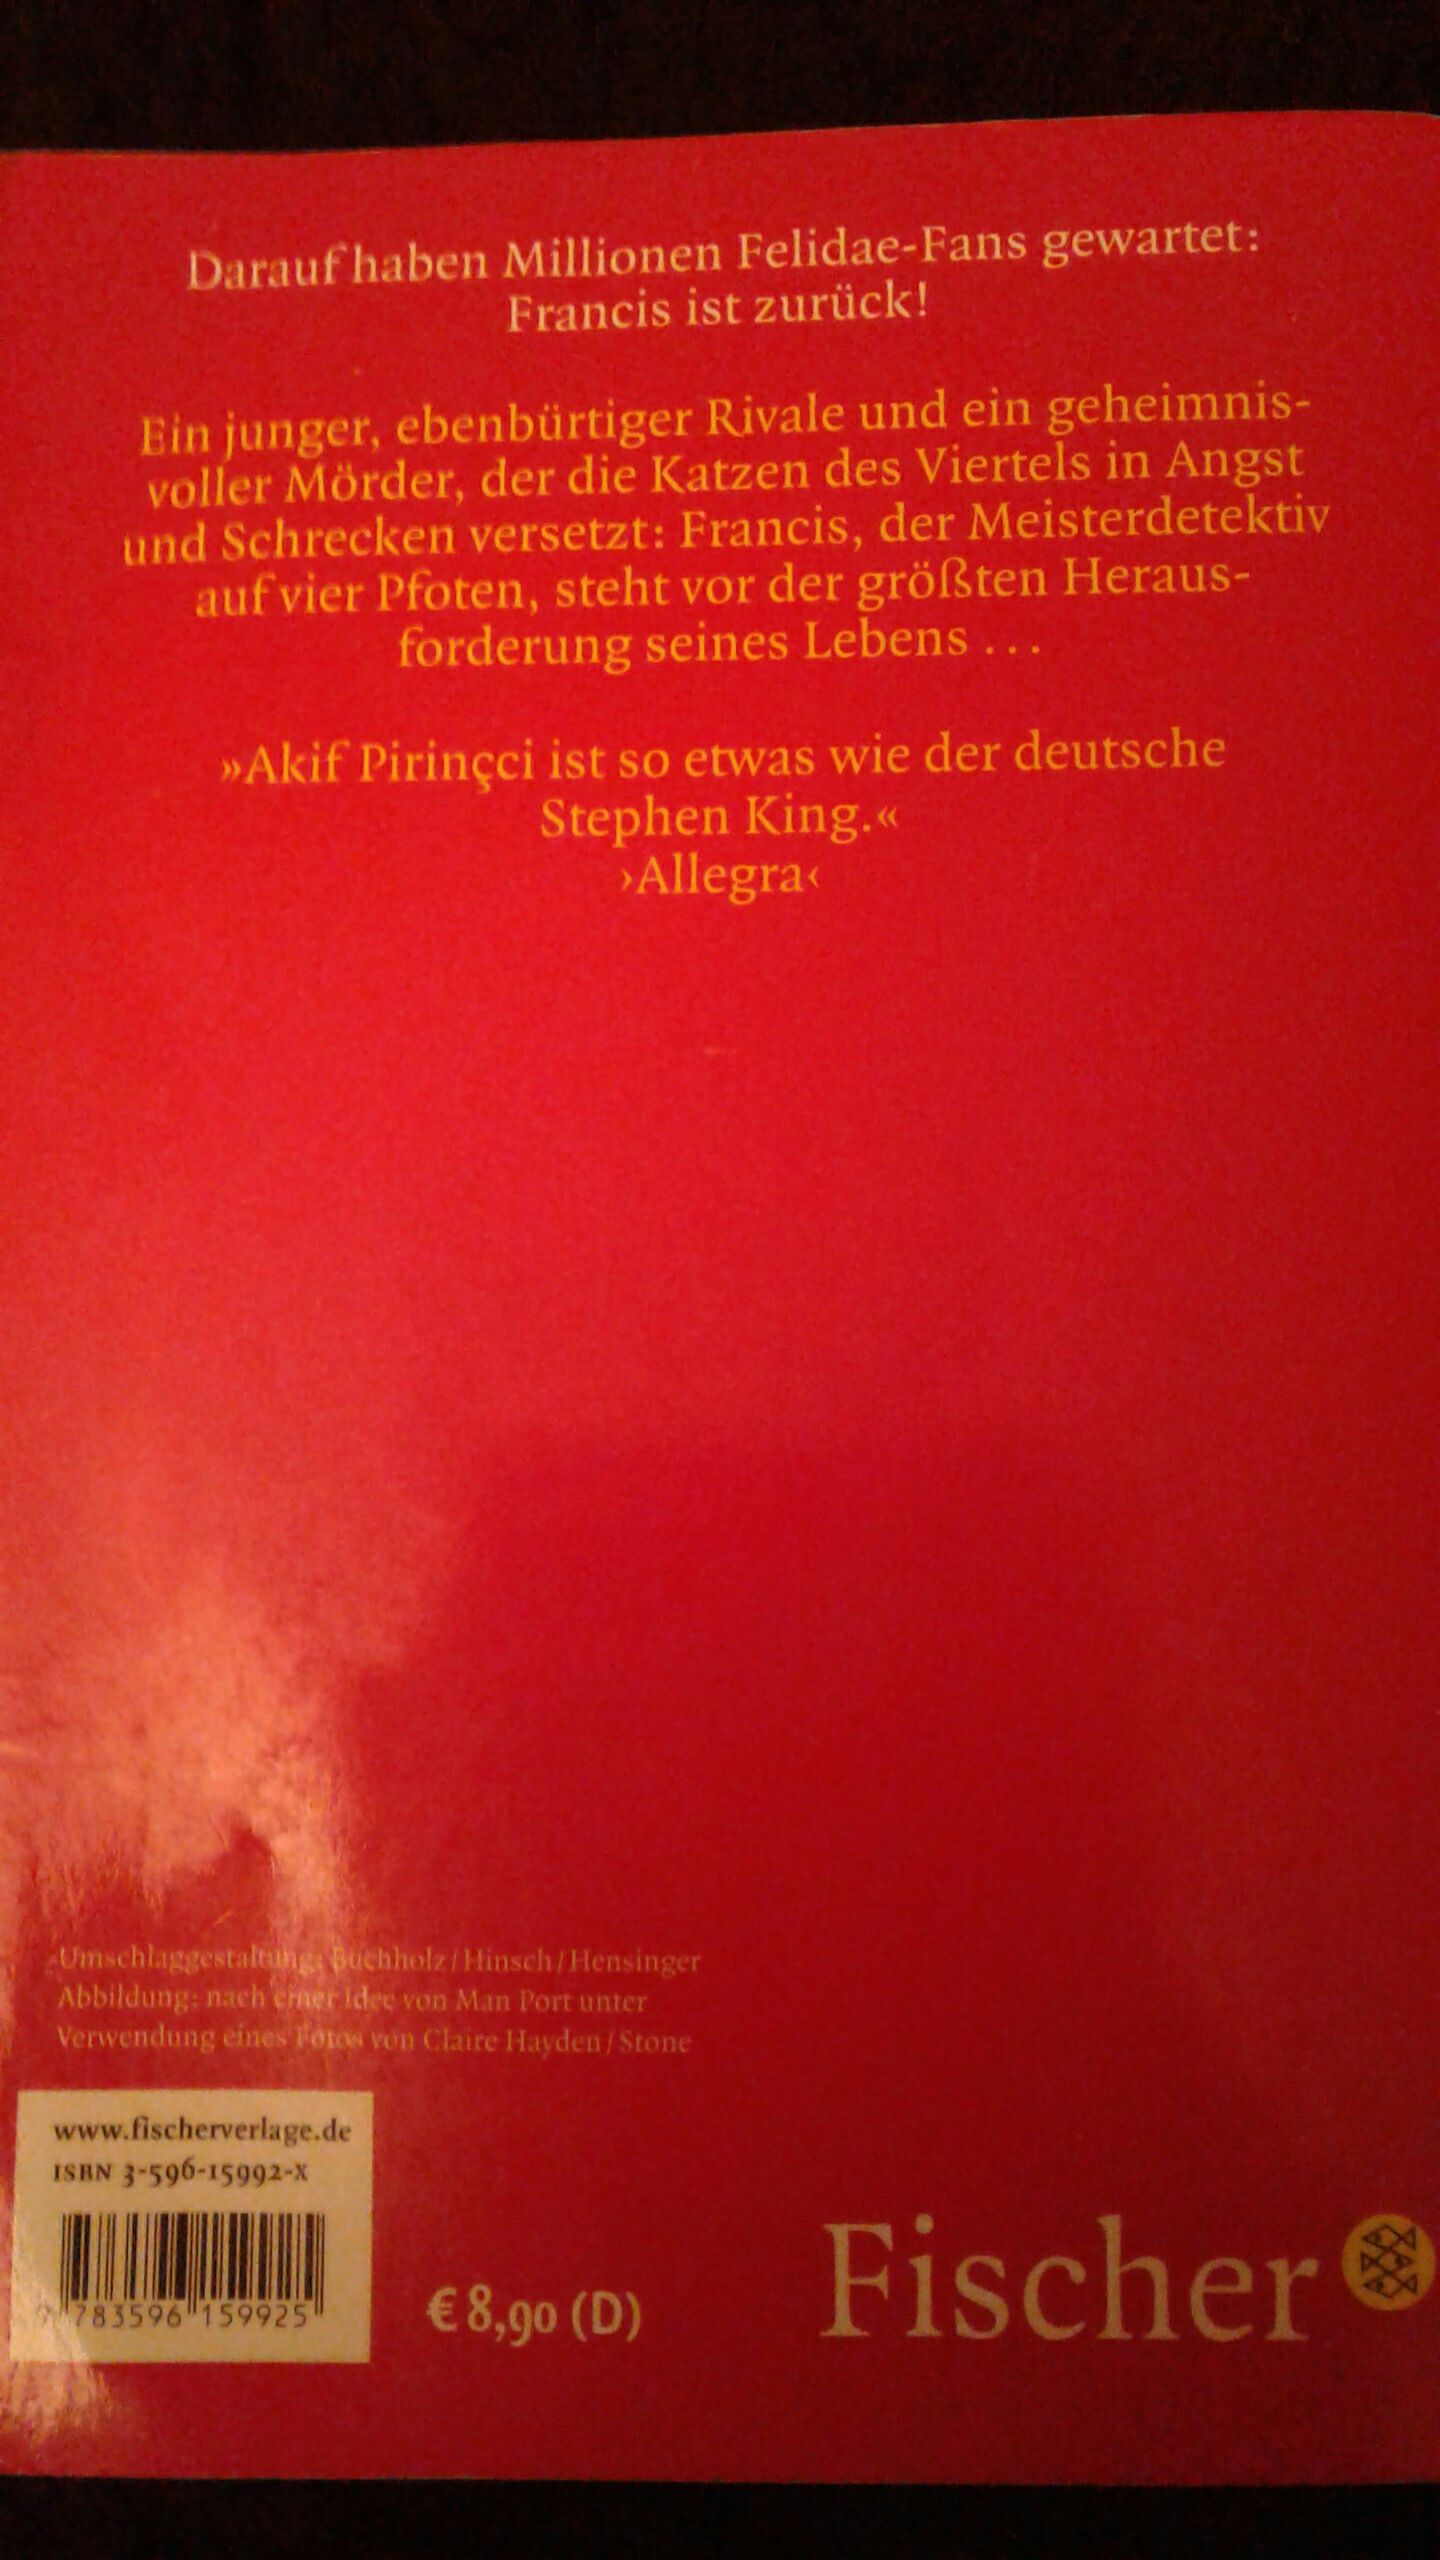 Darauf haben Millionen Felidae-Fans gewartet:
Francis ist zurück!
Ein junger, ebenbürtiger Rivale und ein geheimnis-
voller Mörder, der die Katzen des Viertels in Angst
und Schrecken versetzt: Francis, der Meisterdetektiv
auf vier Pfoten, steht vor der größten Heraus-
forderung seines Lebens . . .
»Akif Pirinçci ist so etwas wie der deutsche
Stephen King.«
›Allegra‹
Umschlaggestaltung: Buchholz / Hinsch / Hensinger
Abbildung: nach einer Idee von Man Port unter
Verwendung eines Fotos von Claire Hayden / Stone
www.fischerverlage.de
ISBN 3-596-15992-X
9 783596 159925
€ 8,90 (D)
Fischer